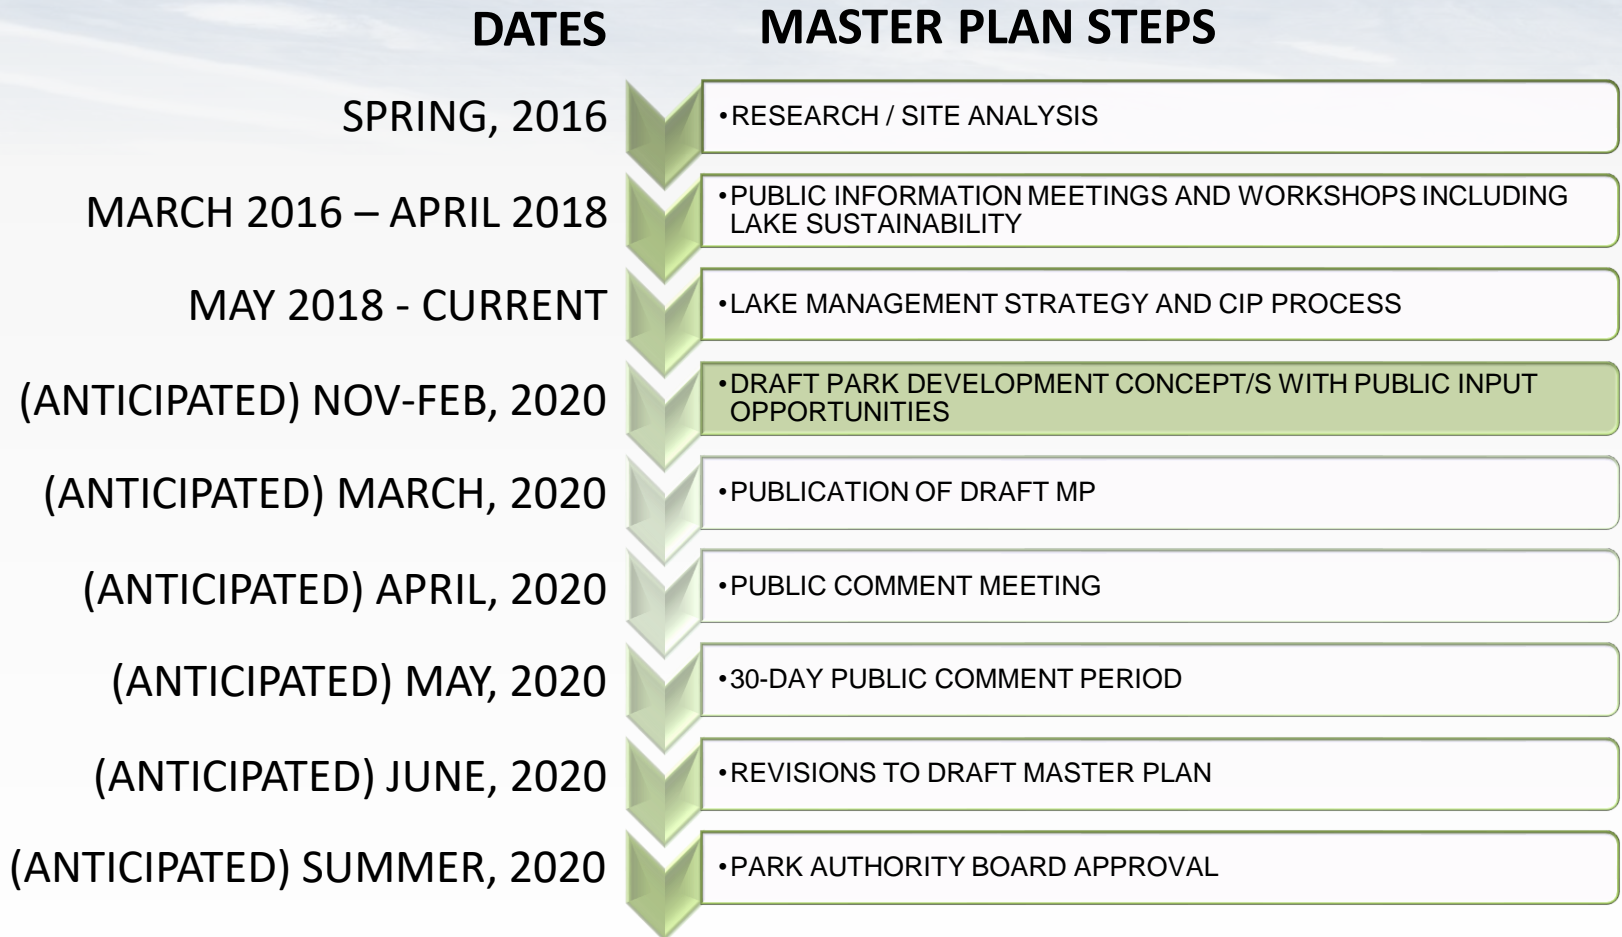 DATES MASTER PLAN STEPS
SPRING, 2016 •RESEARCH / SITE ANALYSIS
MARCH 2016 – APRIL 2018 •PUBLIC INFORMATION MEETINGS AND WORKSHOPS INCLUDING
LAKE SUSTAINABILITY
MAY 2018 - CURRENT •LAKE MANAGEMENT STRATEGY AND CIP PROCESS
(ANTICIPATED) NOV-FEB, 2020 •DRAFT PARK DEVELOPMENT CONCEPT/S WITH PUBLIC INPUT
OPPORTUNITIES
(ANTICIPATED) MARCH, 2020 •PUBLICATION OF DRAFT MP
(ANTICIPATED) APRIL, 2020 •PUBLIC COMMENT MEETING
(ANTICIPATED) MAY, 2020 •30-DAY PUBLIC COMMENT PERIOD
(ANTICIPATED) JUNE, 2020 •REVISIONS TO DRAFT MASTER PLAN
(ANTICIPATED) SUMMER, 2020 •PARK AUTHORITY BOARD APPROVAL